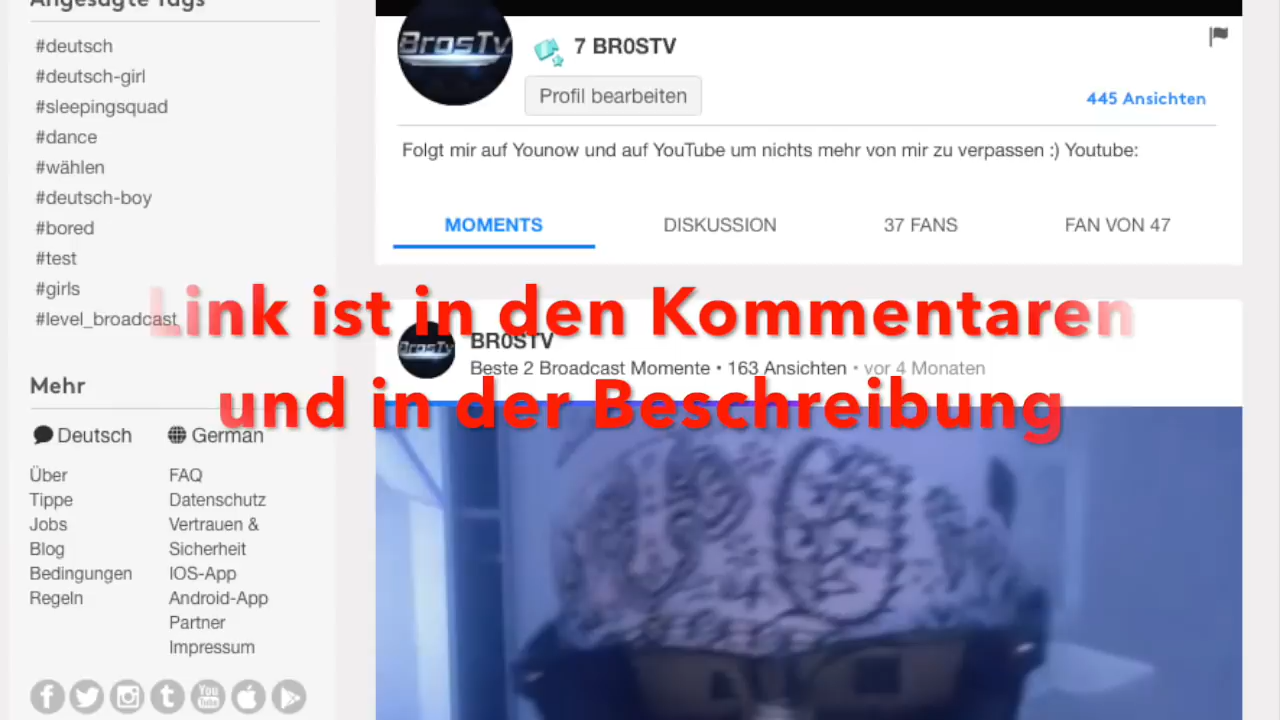 Angesagte Tags
#deutsch
#deutsch-girl
#sleepingsquad
#dance
#wählen
#deutsch-boy
#bored
#test
#girls
#level_broadcast
Mehr
Deutsch
German
Über
Tippe
Jobs
Blog
Bedingungen
Regeln
FAQ
Datenschutz
Vertrauen &
Sicherheit
IOS-App
Android-App
Partner
Impressum
You
Tube
BrosTv
7 BR0STV
Profil bearbeiten
445 Ansichten
Folgt mir auf Younow und auf YouTube um nichts mehr von mir zu verpassen :) Youtube:
MOMENTS
DISKUSSION
37 FANS
FAN VON 47
Link ist in den Kommentaren
und in der Beschreibung
BrosTv
BR0STV
Beste 2 Broadcast Momente • 163 Ansichten • vor 4 Monaten